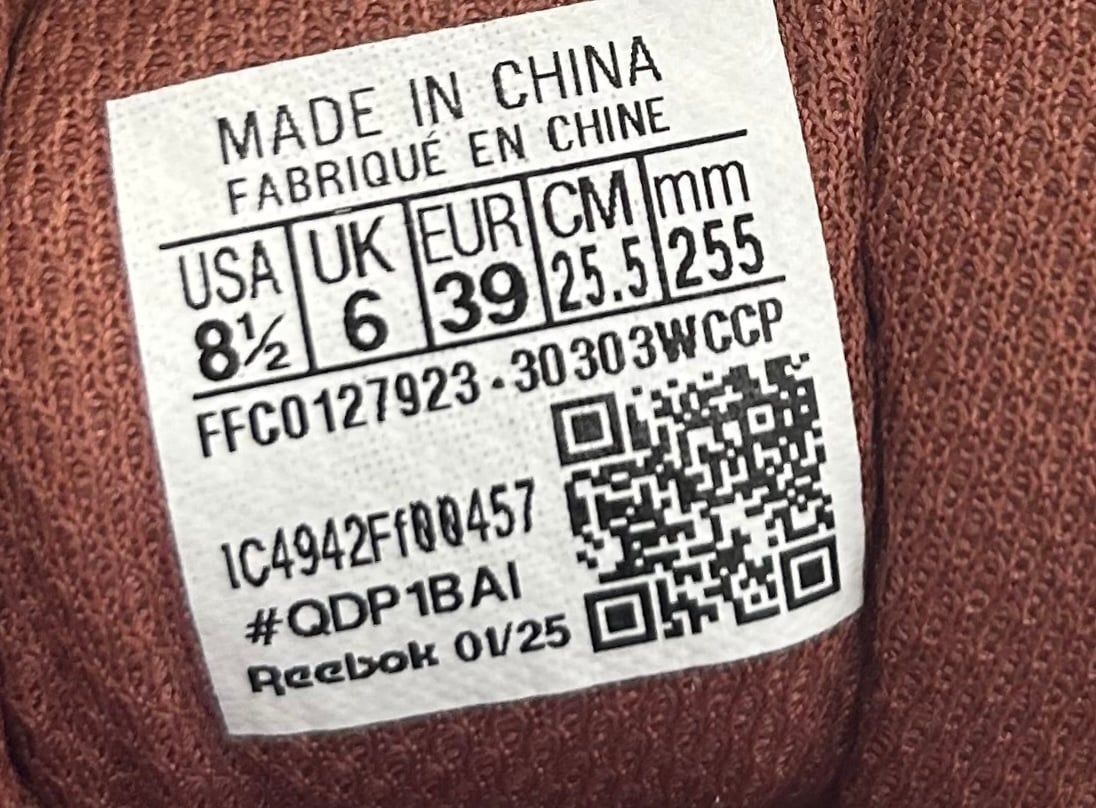 MADE IN CHINA
FABRIQUÉ EN CHINE
USA UK EUR CM mm
8½ 6 39 25.5 255
FFC0127923-30303WCCP
1C4942Ff00457
#QDP1BAI
Reebok 01/25